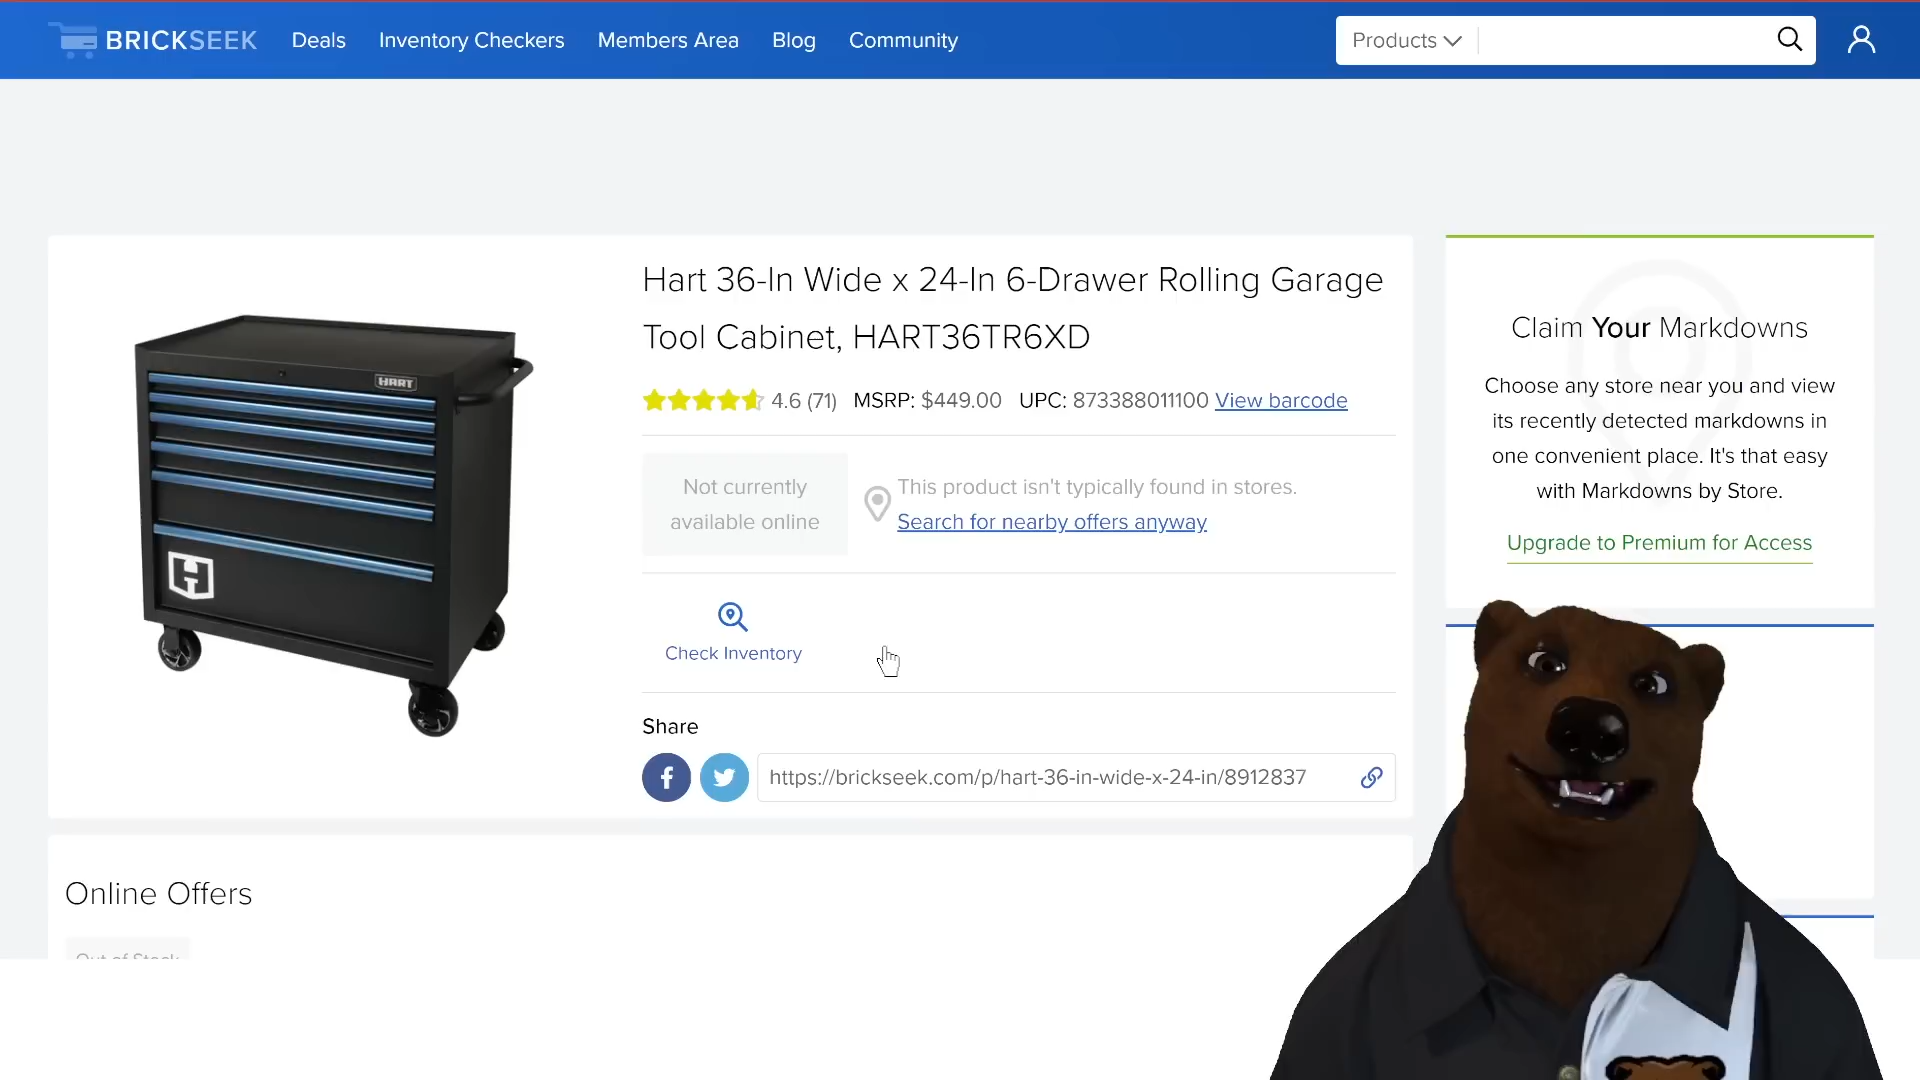 BRICKSEEK
Deals
Inventory Checkers
Members Area
Blog
Community
Products
Hart 36-In Wide x 24-In 6-Drawer Rolling Garage
Tool Cabinet, HART36TR6XD
4.6 (71)
MSRP: $449.00
UPC: 873388011100
View barcode
Not currently
available online
This product isn't typically found in stores.
Search for nearby offers anyway
Check Inventory
Share
https://brickseek.com/p/hart-36-in-wide-x-24-in/8912837
HART
Claim Your Markdowns
Choose any store near you and view
its recently detected markdowns in
one convenient place. It's that easy
with Markdowns by Store.
Upgrade to Premium for Access
Online Offers
Out of Stock